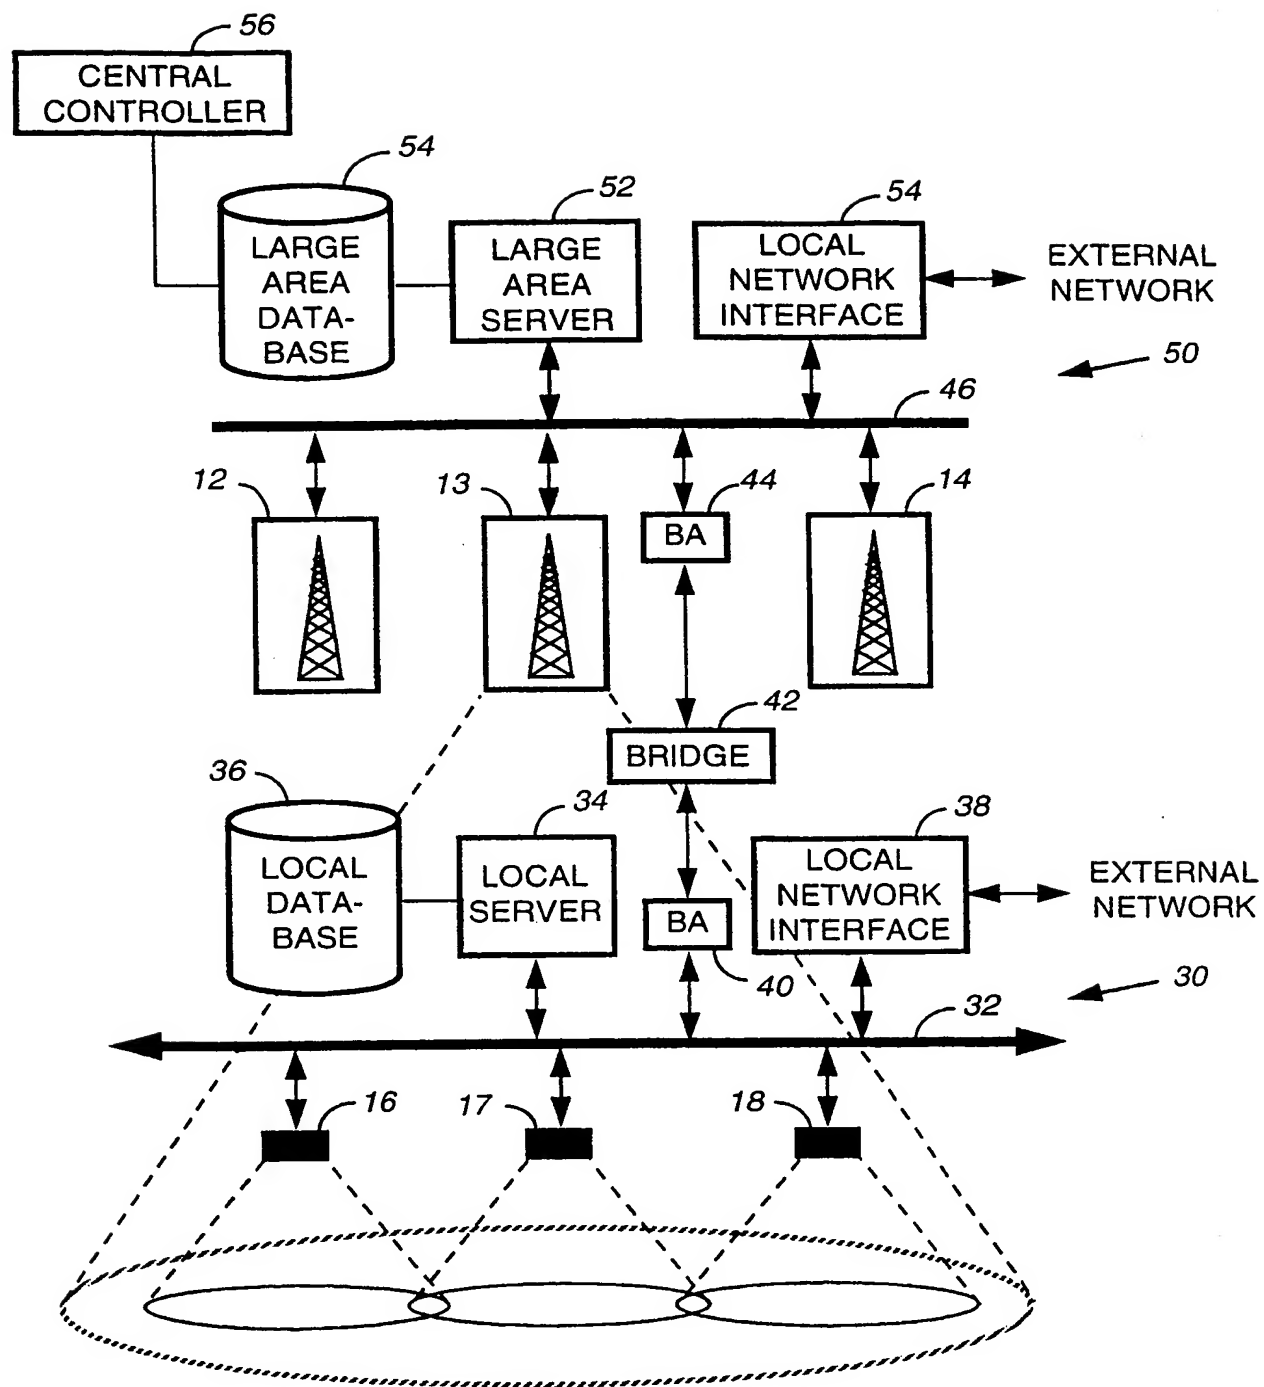 56
CENTRAL
CONTROLLER
54
52
54
LARGE
AREA
DATA-
BASE
LARGE
AREA
SERVER
LOCAL
NETWORK
INTERFACE
EXTERNAL
NETWORK
50
46
12
13
44
14
BA
42
BRIDGE
36
34
38
LOCAL
DATA-
BASE
LOCAL
SERVER
BA
LOCAL
NETWORK
INTERFACE
EXTERNAL
NETWORK
40
30
32
16
17
18